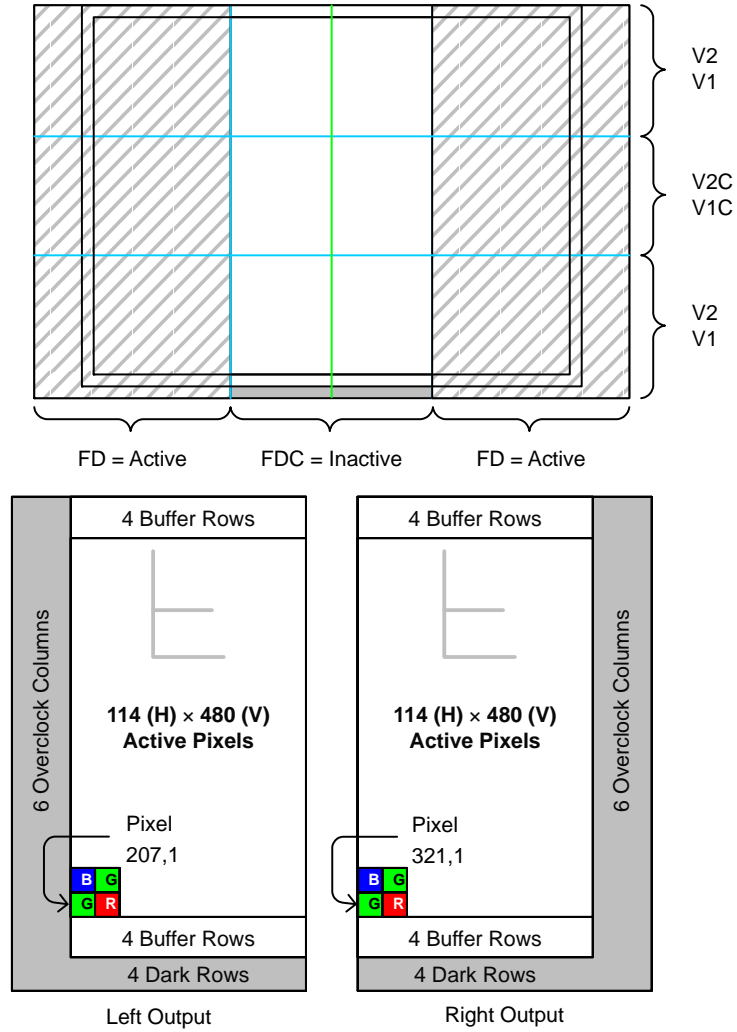 V2
V1
V2C
V1C
V2
V1
FD = Active
FDC = Inactive
FD = Active
4 Buffer Rows
4 Buffer Rows
6 Overclock Columns
114 (H) × 480 (V)
Active Pixels
114 (H) × 480 (V)
Active Pixels
6 Overclock Columns
Pixel
207,1
Pixel
321,1
B G
G R
B G
G R
4 Buffer Rows
4 Buffer Rows
4 Dark Rows
4 Dark Rows
Left Output
Right Output